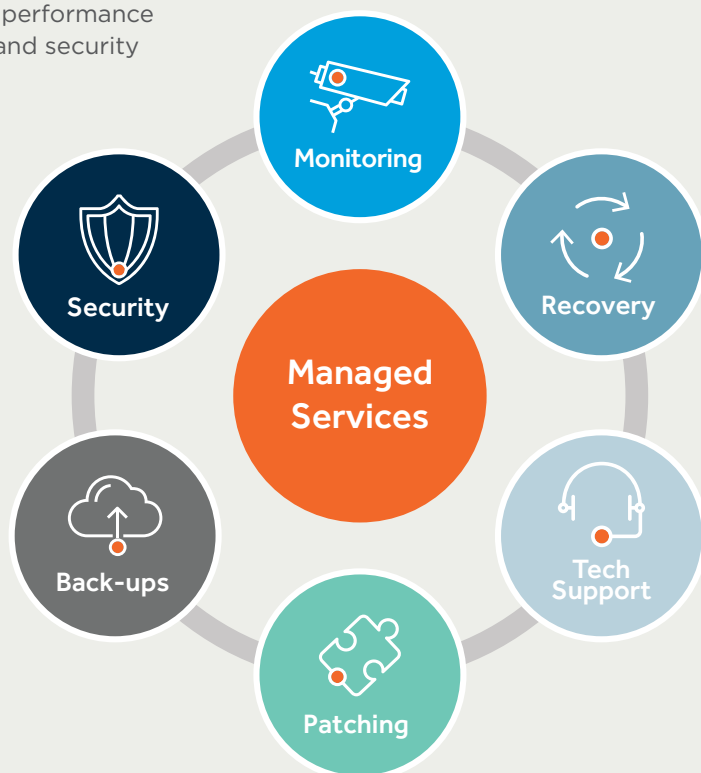 performance
and security
Monitoring
Security
Recovery
Managed
Services
Back-ups
Tech
Support
Patching